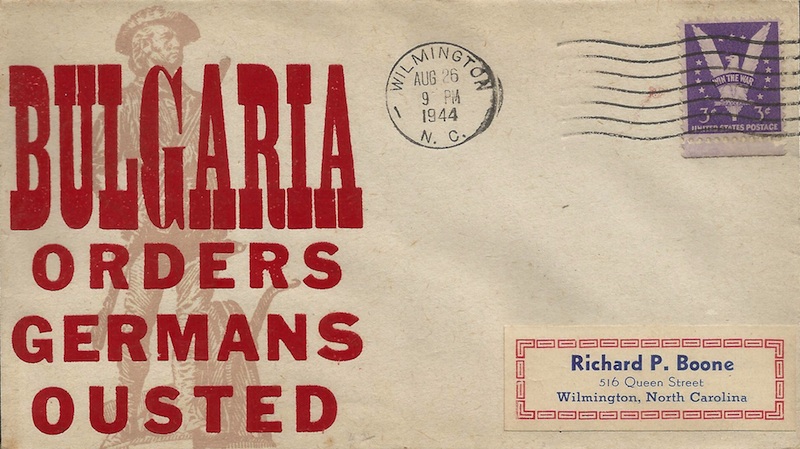 BULGARIA
ORDERS
GERMANS
OUSTED
WILMINGTON
AUG 26
9 PM
1944
N. C.
WIN THE WAR
3¢ 3¢
UNITED STATES POSTAGE
Richard P. Boone
516 Queen Street
Wilmington, North Carolina